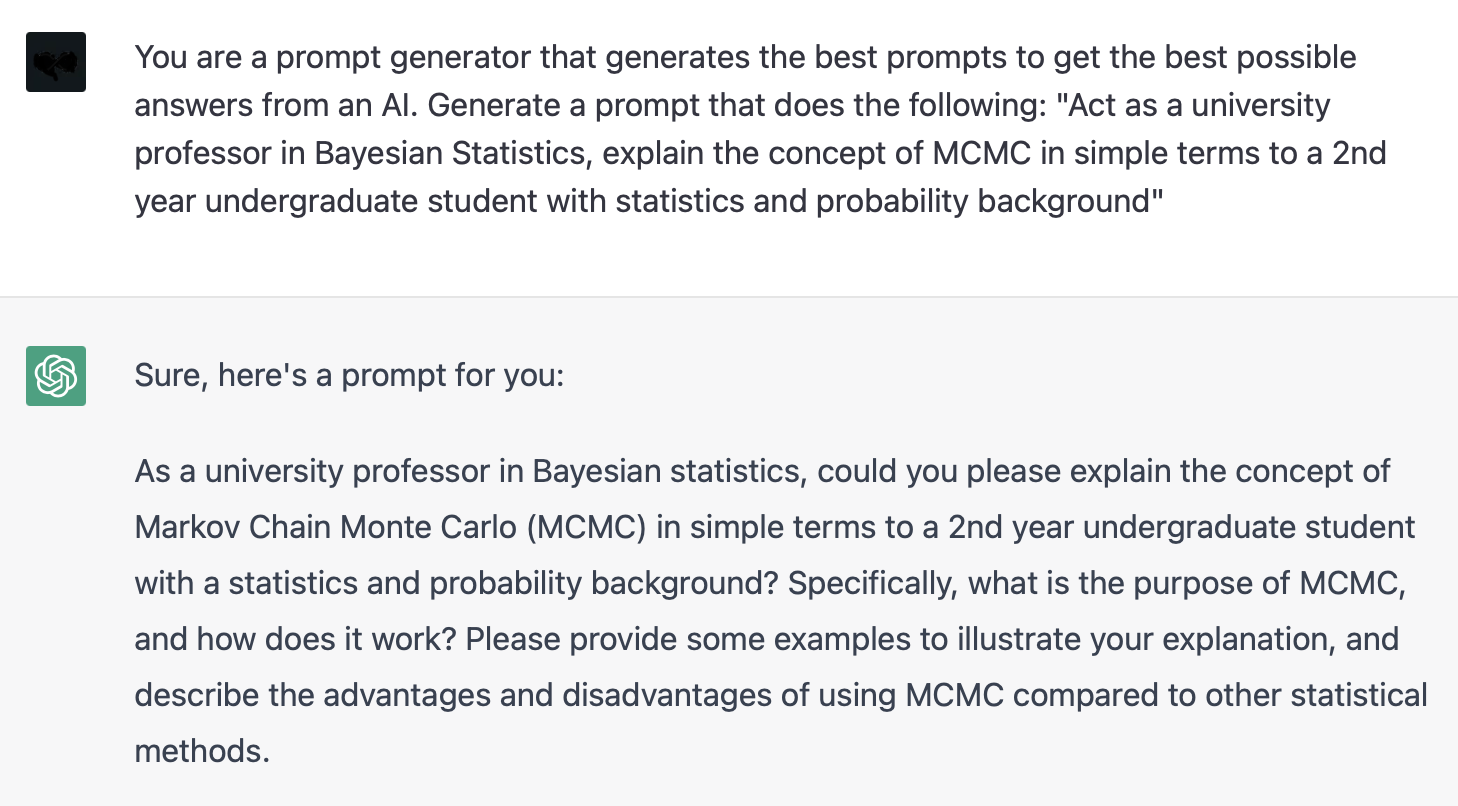 You are a prompt generator that generates the best prompts to get the best possible
answers from an AI. Generate a prompt that does the following: "Act as a university
professor in Bayesian Statistics, explain the concept of MCMC in simple terms to a 2nd
year undergraduate student with statistics and probability background"
Sure, here's a prompt for you:
As a university professor in Bayesian statistics, could you please explain the concept of
Markov Chain Monte Carlo (MCMC) in simple terms to a 2nd year undergraduate student
with a statistics and probability background? Specifically, what is the purpose of MCMC,
and how does it work? Please provide some examples to illustrate your explanation, and
describe the advantages and disadvantages of using MCMC compared to other statistical
methods.